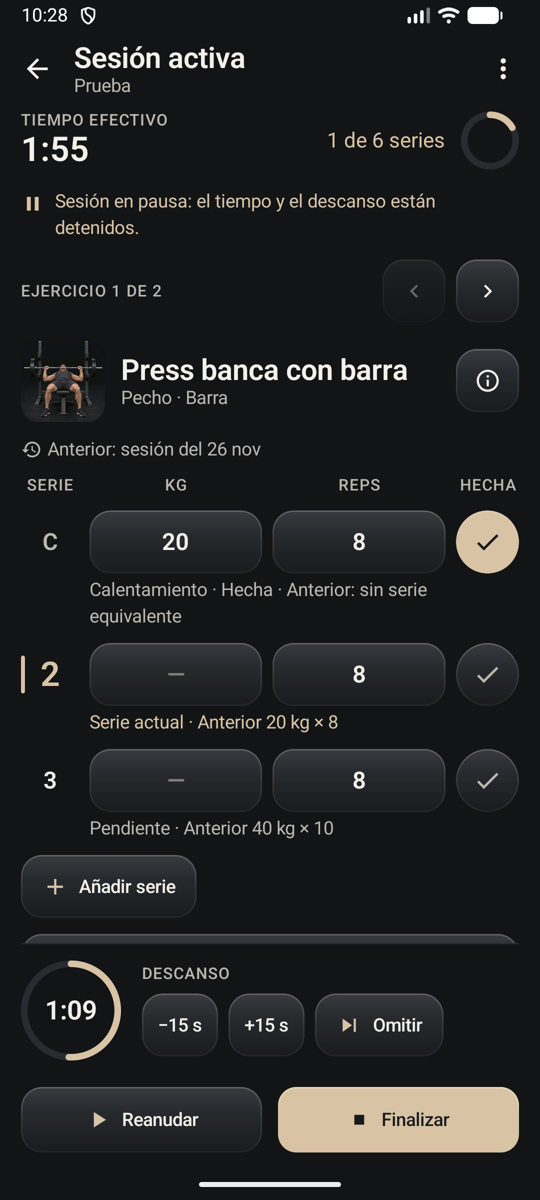 10:28
Sesión activa
Prueba
TIEMPO EFECTIVO
1:55
1 de 6 series
Sesión en pausa: el tiempo y el descanso están
detenidos.
EJERCICIO 1 DE 2
Press banca con barra
Pecho · Barra
Anterior: sesión del 26 nov
SERIE KG REPS HECHA
C 20 8
Calentamiento · Hecha · Anterior: sin serie
equivalente
2 — 8
Serie actual · Anterior 20 kg × 8
3 — 8
Pendiente · Anterior 40 kg × 10
+ Añadir serie
DESCANSO
1:09
−15 s +15 s Omitir
Reanudar Finalizar